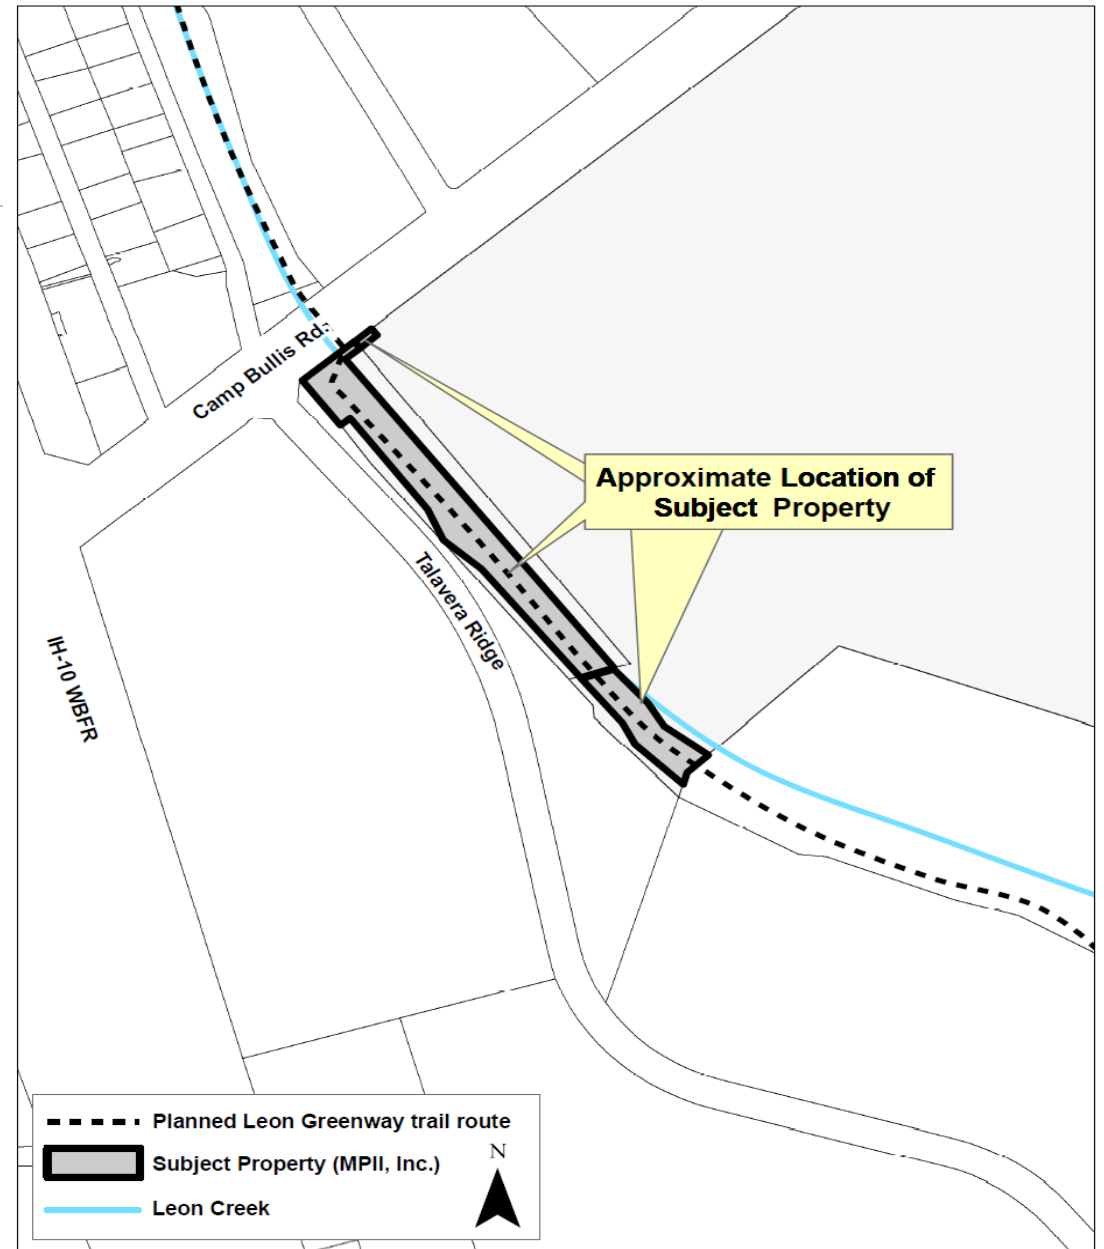 Camp Bullis Rd.
Approximate Location of
Subject Property
Talavera Ridge
IH-10 WBFR
Planned Leon Greenway trail route
Subject Property (MPII, Inc.)
N
Leon Creek